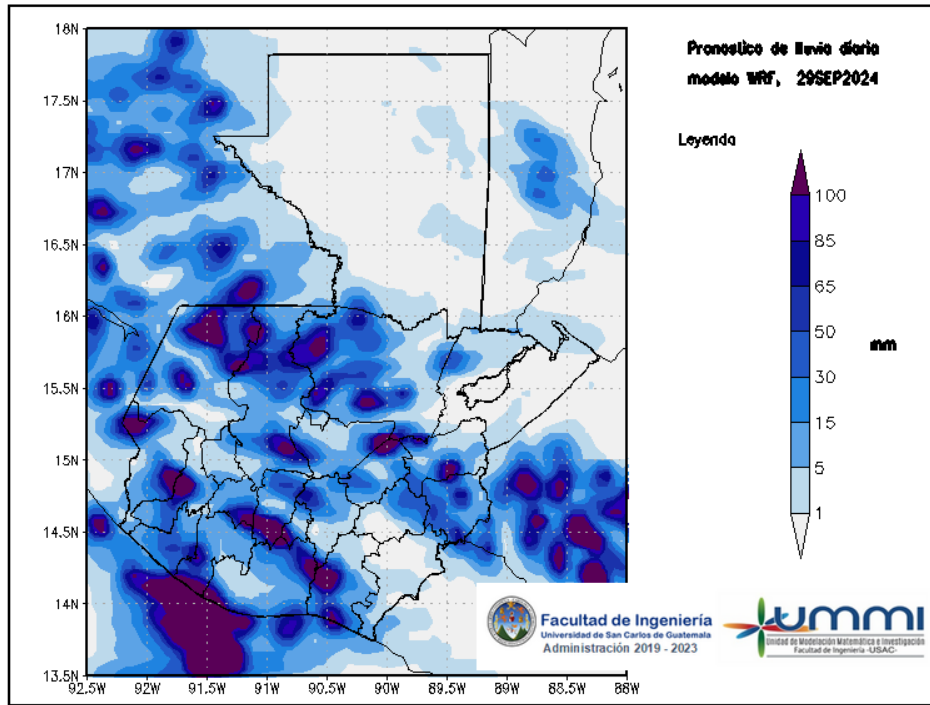 Pronostico de lluvia diaria
modelo WRF, 29SEP2024
Leyenda
100
85
65
50
30
15
5
1
mm
18N
17.5N
17N
16.5N
16N
15.5N
15N
14.5N
14N
13.5N
92.5W
92W
91.5W
91W
90.5W
90W
89.5W
89W
88.5W
88W
Facultad de Ingeniería
Universidad de San Carlos de Guatemala
Administración 2019 - 2023
UMMI
Unidad de Modelación Matemática e Investigación
Facultad de Ingeniería -USAC-